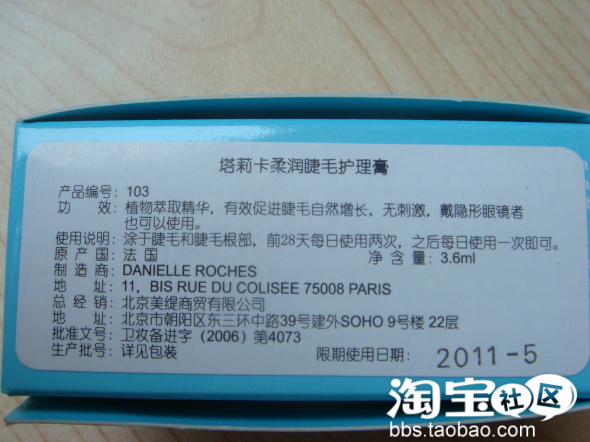 塔莉卡柔润睫毛护理膏
产品编号：103
功 效：植物萃取精华，有效促进睫毛自然增长，无刺激，戴隐形眼镜者
也可以使用。
使用说明：涂于睫毛和睫毛根部，前28天每日使用两次，之后每日使用一次即可。
原 产 国：法 国 净 含 量：3.6ml
制 造 商：DANIELLE ROCHES
地 址：11, BIS RUE DU COLISEE 75008 PARIS
总 经 销：北京美缇商贸有限公司
地 址：北京市朝阳区东三环中路39号建外SOHO 9号楼 22层
批准文号：卫妆备进字（2006）第4073
生产批号：详见包装 限期使用日期：2011-5
淘宝社区
bbs.taobao.com